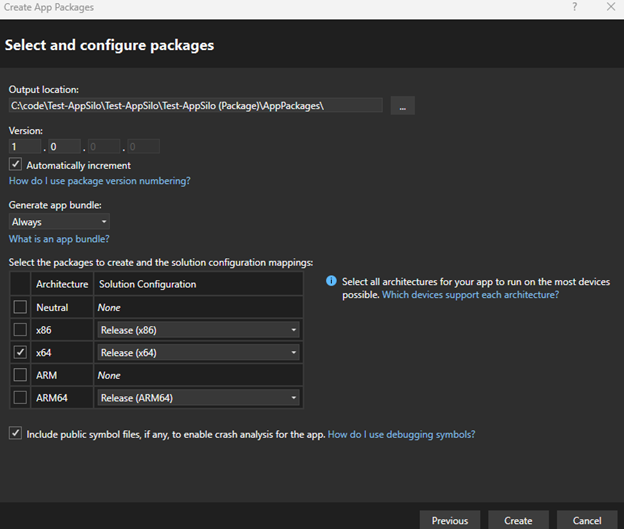 Create App Packages
?
Select and configure packages
Output location:
C:\code\Test-AppSilo\Test-AppSilo\Test-AppSilo (Package)\AppPackages\
...
Version:
1 . 0 . 0 . 0
Automatically increment
How do I use package version numbering?
Generate app bundle:
Always
What is an app bundle?
Select the packages to create and the solution configuration mappings:
Architecture Solution Configuration
Neutral None
x86 Release (x86)
x64 Release (x64)
ARM None
ARM64 Release (ARM64)
Select all architectures for your app to run on the most devices
possible. Which devices support each architecture?
Include public symbol files, if any, to enable crash analysis for the app. How do I use debugging symbols?
Previous Create Cancel